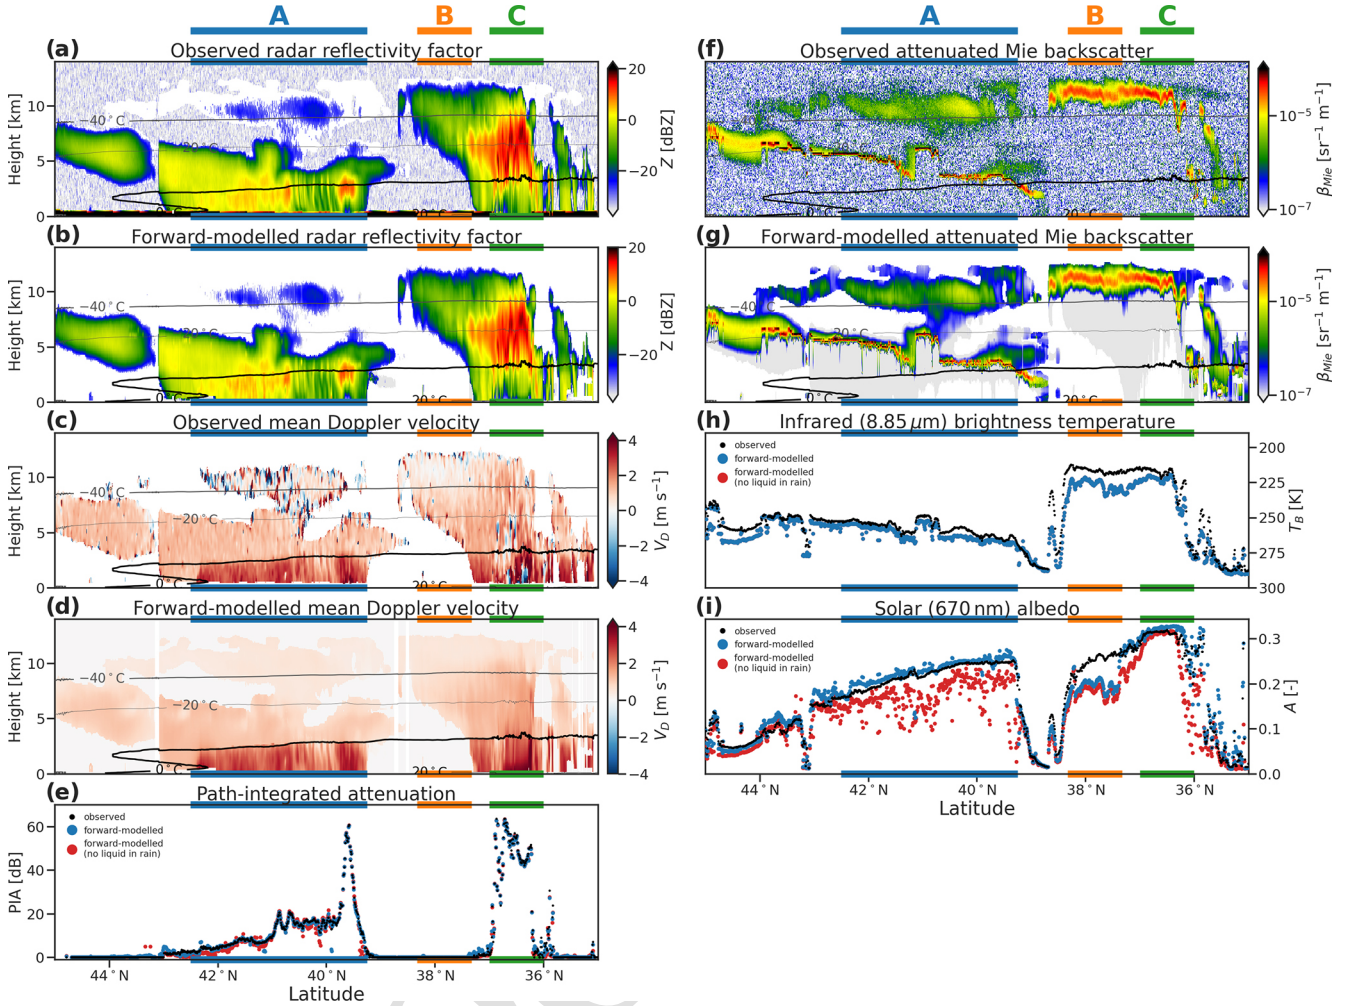 A
B
C
(a)
Observed radar reflectivity factor
Height [km]
10
5
0
−40°C
20
0
−20
Z [dBZ]
(b)
Forward-modelled radar reflectivity factor
Height [km]
10
5
0
−40°C
20°C
20
0
−20
Z [dBZ]
(c)
Observed mean Doppler velocity
Height [km]
10
5
0
−40°C
−20°C
0°C
20°C
4
2
0
−2
−4
V_D [m s⁻¹]
(d)
Forward-modelled mean Doppler velocity
Height [km]
10
5
0
−40°C
−20°C
0°C
20°C
4
2
0
−2
−4
V_D [m s⁻¹]
(e)
Path-integrated attenuation
PIA [dB]
60
40
20
0
observed
forward-modelled
forward-modelled
(no liquid in rain)
44°N
42°N
40°N
38°N
36°N
Latitude
A
B
C
(f)
Observed attenuated Mie backscatter
−40°C
0°C
20°C
10⁻⁵
10⁻⁷
β_Mie [sr⁻¹ m⁻¹]
(g)
Forward-modelled attenuated Mie backscatter
−40°C
20°C
0°C
20°C
10⁻⁵
10⁻⁷
β_Mie [sr⁻¹ m⁻¹]
(h)
Infrared (8.85 μm) brightness temperature
observed
forward-modelled
forward-modelled
(no liquid in rain)
200
225
250
275
300
T_B [K]
(i)
Solar (670 nm) albedo
observed
forward-modelled
forward-modelled
(no liquid in rain)
0.3
0.2
0.1
0.0
A [-]
44°N
42°N
40°N
38°N
36°N
Latitude